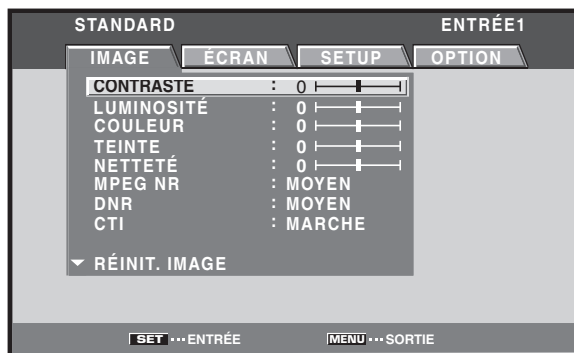 STANDARD ENTRÉE1
IMAGE ÉCRAN SETUP OPTION
CONTRASTE : 0
LUMINOSITÉ : 0
COULEUR : 0
TEINTE : 0
NETTETÉ : 0
MPEG NR : MOYEN
DNR : MOYEN
CTI : MARCHE
RÉINIT. IMAGE
SET ··· ENTRÉE MENU ··· SORTIE